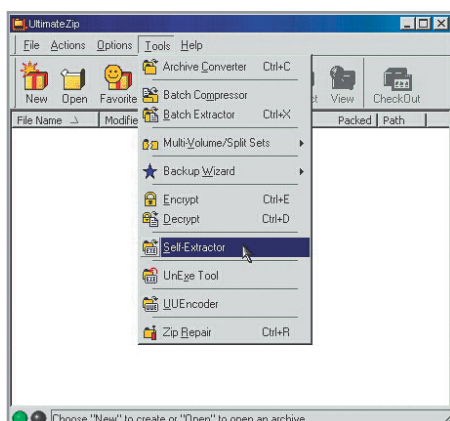 UltimateZip
File Actions Options Tools Help
New Open Favorite View CheckOut
File Name Modifie Packed Path
Archive Converter Ctrl+C
Batch Compressor
Batch Extractor Ctrl+X
Multi-Volume/Split Sets
Backup Wizard
Encrypt Ctrl+E
Decrypt Ctrl+D
Self-Extractor
UnExe Tool
UUEncoder
Zip Repair Ctrl+R
Choose "New" to create or "Open" to open an archive